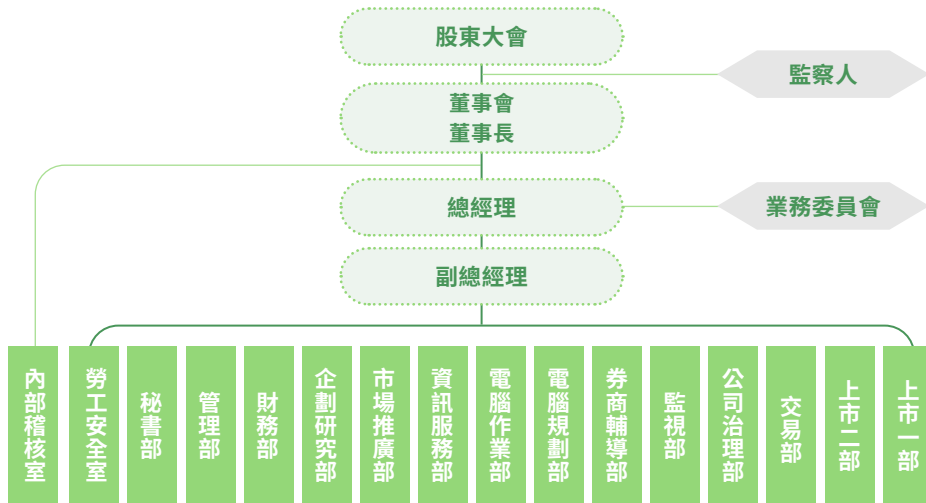 股東大會
監察人
董事會
董事長
總經理
業務委員會
副總經理
內部稽核室
勞工安全室
秘書部
管理部
財務部
企劃研究部
市場推廣部
資訊服務部
電腦作業部
電腦規劃部
券商輔導部
監視部
公司治理部
交易部
上市二部
上市一部